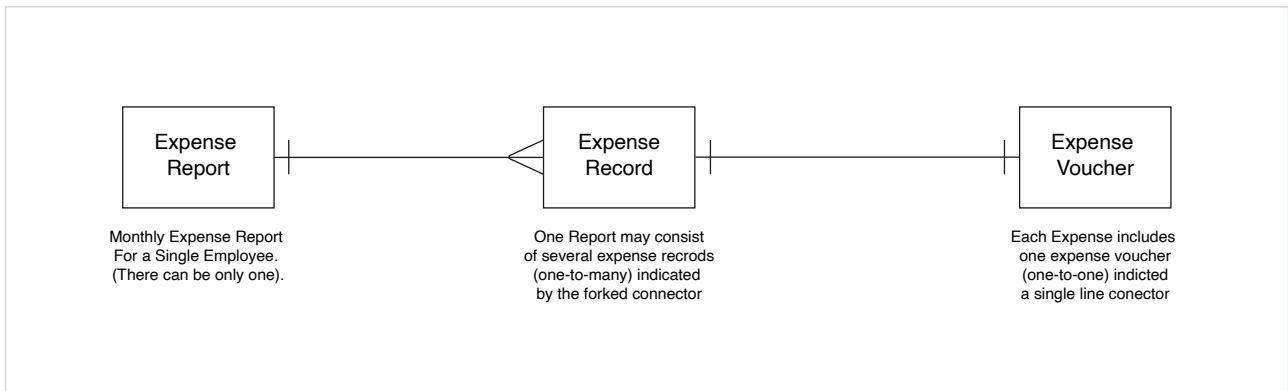 Expense
Report
Expense
Record
Expense
Voucher
Monthly Expense Report
For a Single Employee.
(There can be only one).
One Report may consist
of several expense recrods
(one-to-many) indicated
by the forked connector
Each Expense includes
one expense voucher
(one-to-one) indicted
a single line conector